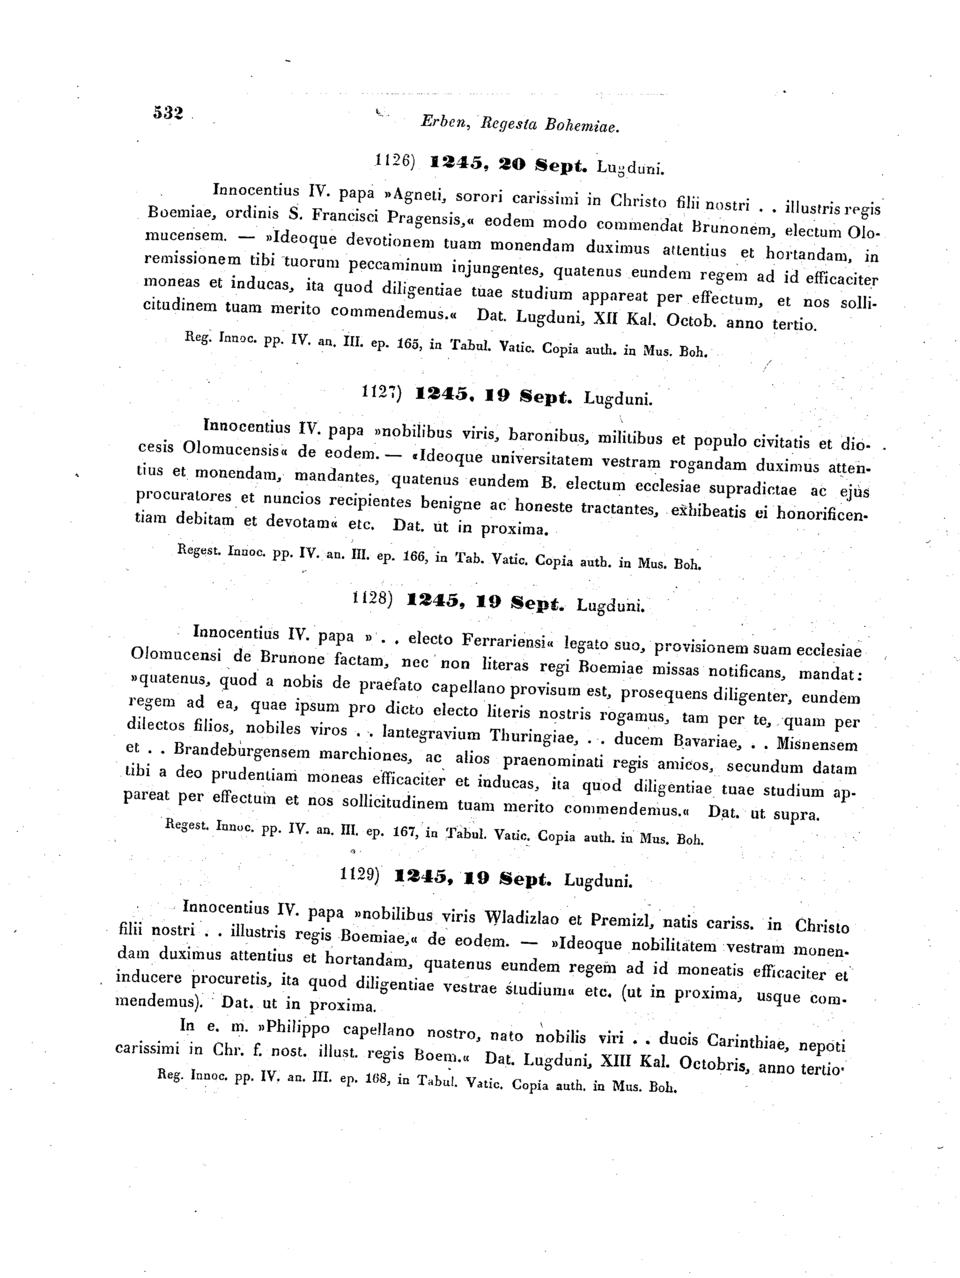 532
Erben, Regesta Bohemiae.
1126) 1245, 20 Sept. Lugduni.
Innocentius IV. papa »Agneti, sorori carissimi in Christo filii nostri . . illustris regis
Boemiae, ordinis S. Francisci Pragensis,« eodem modo commendat Brunonem, electum Olo-
mucensem. — »Ideoque devotionem tuam monendam duximus attentius et hortandam, in
remissionem tibi tuorum peccaminum injungentes, quatenus eundem regem ad id efficaciter
moneas et inducas, ita quod diligentiae tuae studium appareat per effectum, et nos solli-
citudinem tuam merito commendemus.« Dat. Lugduni, XII Kal. Octob. anno tertio.
Reg. Innoc. pp. IV. an. III. ep. 165, in Tabul. Vatic. Copia auth. in Mus. Boh.
1127) 1245, 19 Sept. Lugduni.
Innocentius IV. papa »nobilibus viris, baronibus, militibus et populo civitatis et dio-
cesis Olomucensis« de eodem. — «Ideoque universitatem vestram rogandam duximus atten-
tius et monendam, mandantes, quatenus eundem B. electum ecclesiae supradictae ac ejus
procuratores et nuncios recipientes benigne ac honeste tractantes, exhibeatis ei honorificen-
tiam debitam et devotam« etc. Dat. ut in proxima.
Regest. Innoc. pp. IV. an. III. ep. 166, in Tab. Vatic. Copia auth. in Mus. Boh.
1128) 1245, 19 Sept. Lugduni.
Innocentius IV. papa » . . electo Ferrariensi« legato suo, provisionem suam ecclesiae
Olomucensi de Brunone factam, nec non literas regi Boemiae missas notificans, mandat:
»quatenus, quod a nobis de praefato capellano provisum est, prosequens diligenter, eundem
regem ad ea, quae ipsum pro dicto electo literis nostris rogamus, tam per te, quam per
dilectos filios, nobiles viros . . lantegravium Thuringiae, . . ducem Bavariae, . . Misnensem
et . . Brandeburgensem marchiones, ac alios praenominati regis amicos, secundum datam
tibi a deo prudentiam moneas efficaciter et inducas, ita quod diligentiae tuae studium ap-
pareat per effectum et nos sollicitudinem tuam merito commendemus.« Dat. ut supra.
Regest. Innoc. pp. IV. an. III. ep. 167, in Tabul. Vatic. Copia auth. in Mus. Boh.
1129) 1245, 19 Sept. Lugduni.
Innocentius IV. papa »nobilibus viris Wladizlao et Premizl, natis cariss. in Christo
filii nostri . . illustris regis Boemiae,« de eodem. — »Ideoque nobilitatem vestram monen-
dam duximus attentius et hortandam, quatenus eundem regem ad id moneatis efficaciter et
inducere procuretis, ita quod diligentiae vestrae studium« etc. (ut in proxima, usque com-
mendemus). Dat. ut in proxima.
In e. m. »Philippo capellano nostro, nato nobilis viri . . ducis Carinthiae, nepoti
carissimi in Chr. f. nost. illust. regis Boem.« Dat. Lugduni, XIII Kal. Octobris, anno tertio.
Reg. Innoc. pp. IV. an. III. ep. 168, in Tabul. Vatic. Copia auth. in Mus. Boh.